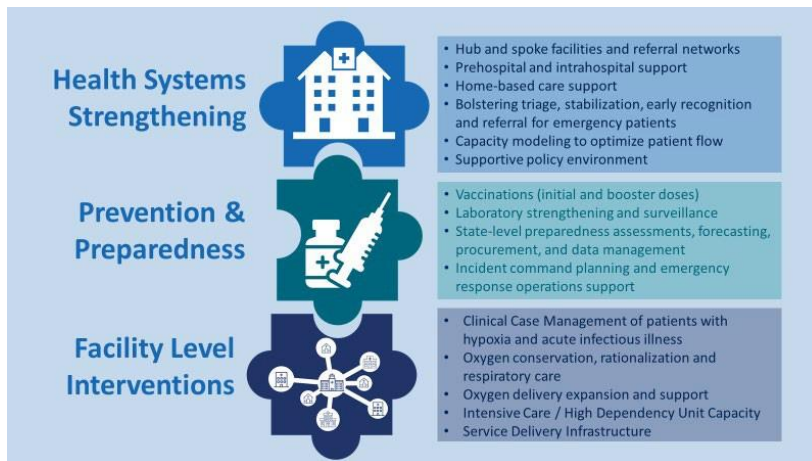 Health Systems
Strengthening
• Hub and spoke facilities and referral networks
• Prehospital and intrahospital support
• Home-based care support
• Bolstering triage, stabilization, early recognition
and referral for emergency patients
• Capacity modeling to optimize patient flow
• Supportive policy environment
Prevention &
Preparedness
• Vaccinations (initial and booster doses)
• Laboratory strengthening and surveillance
• State-level preparedness assessments, forecasting,
procurement, and data management
• Incident command planning and emergency
response operations support
Facility Level
Interventions
• Clinical Case Management of patients with
hypoxia and acute infectious illness
• Oxygen conservation, rationalization and
respiratory care
• Oxygen delivery expansion and support
• Intensive Care / High Dependency Unit Capacity
• Service Delivery Infrastructure